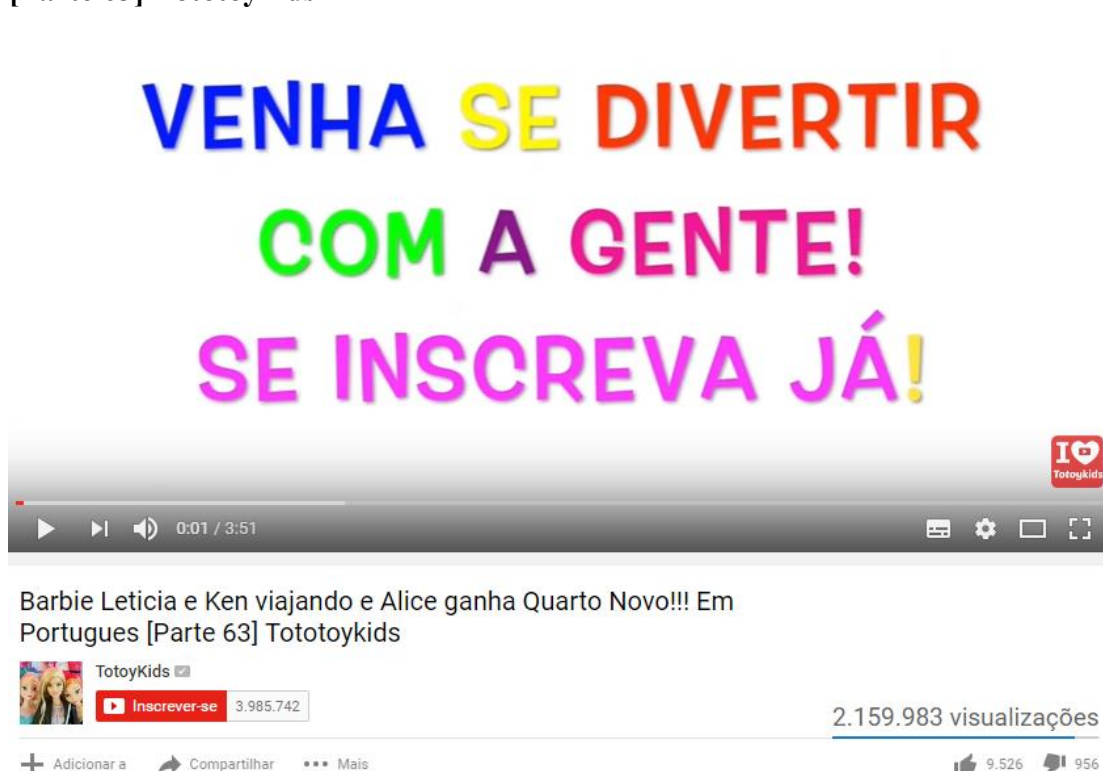 VENHA SE DIVERTIR
COM A GENTE!
SE INSCREVA JÁ!
I
Totoykids
0:01 / 3:51
Barbie Leticia e Ken viajando e Alice ganha Quarto Novo!!! Em
Portugues [Parte 63] Tototoykids
TotoyKids
Inscrever-se 3.985.742
2.159.983 visualizações
Adicionar a Compartilhar Mais 9.526 956